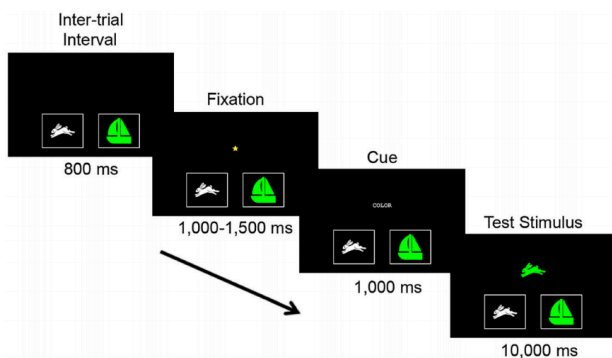 Inter-trial
Interval
800 ms
Fixation
1,000-1,500 ms
Cue
COLOR
1,000 ms
Test Stimulus
10,000 ms